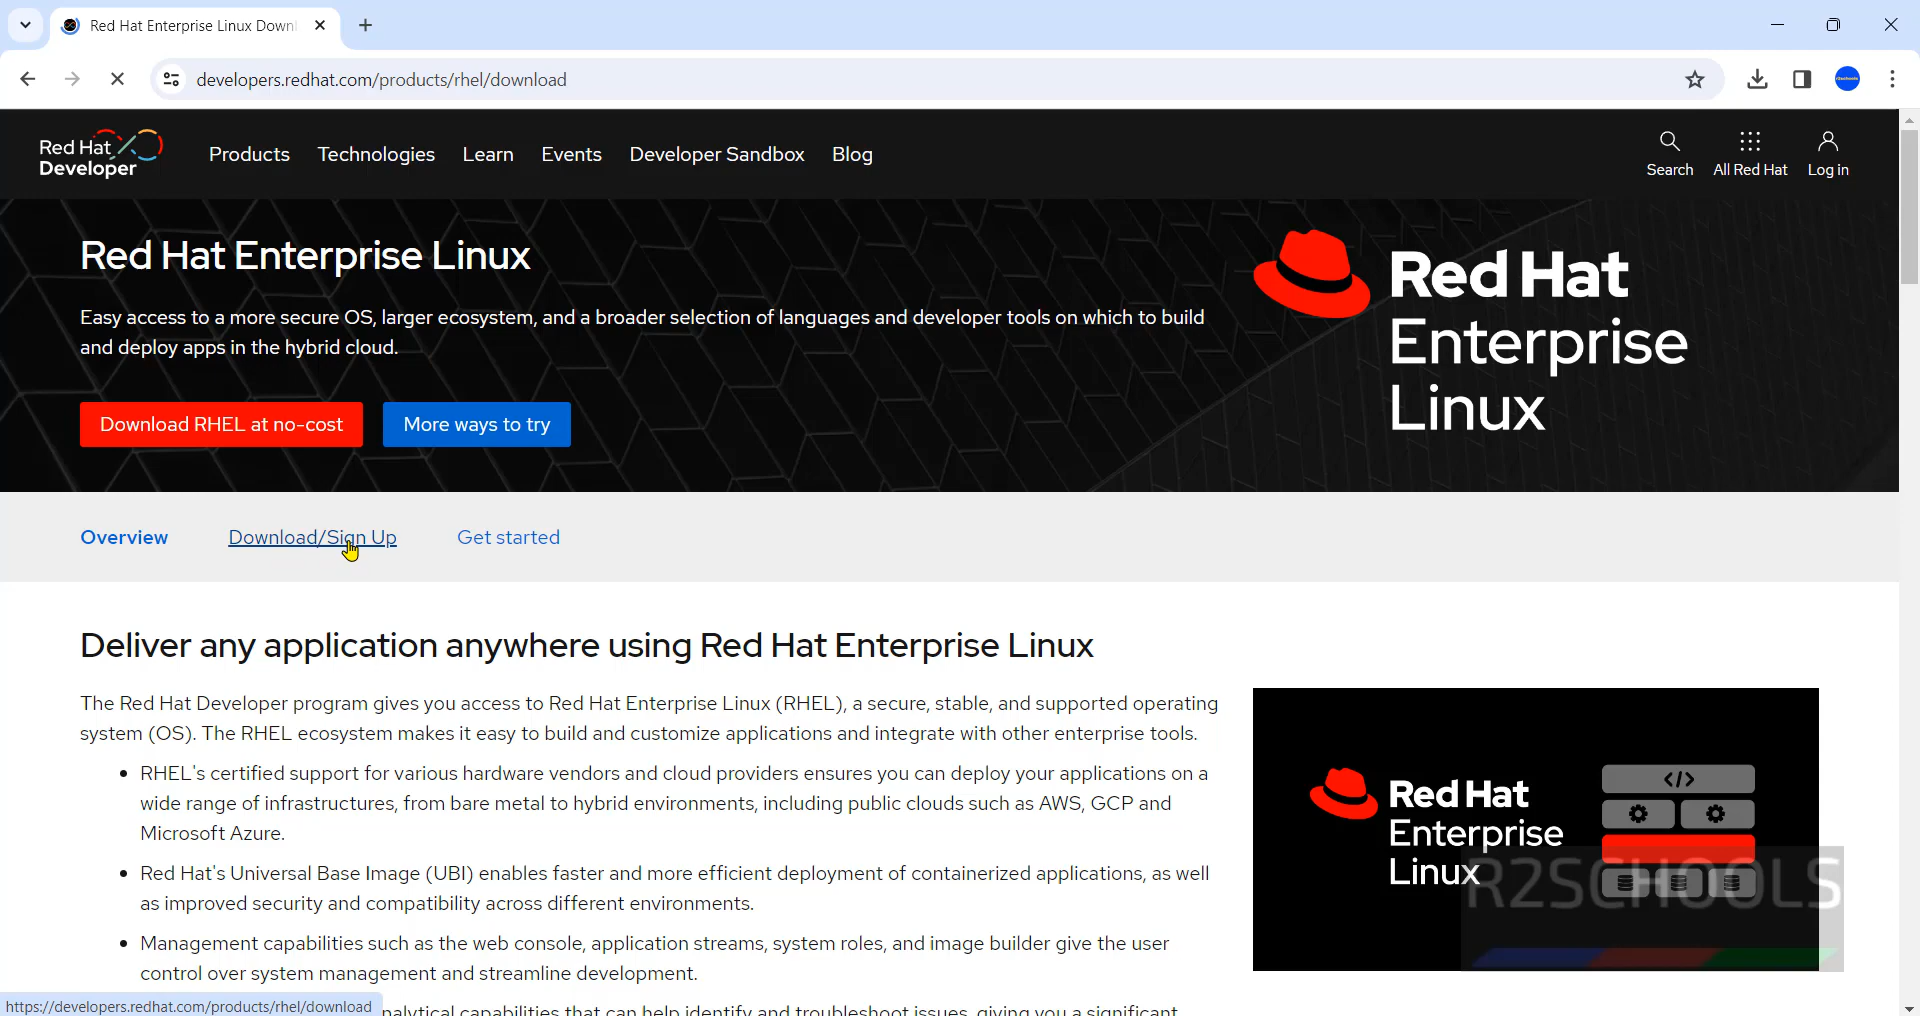 Red Hat Enterprise Linux Downl
developers.redhat.com/products/rhel/download
Red Hat
Developer
Products Technologies Learn Events Developer Sandbox Blog
Search All Red Hat Log in
Red Hat Enterprise Linux
Easy access to a more secure OS, larger ecosystem, and a broader selection of languages and developer tools on which to build
and deploy apps in the hybrid cloud.
Download RHEL at no-cost More ways to try
Red Hat
Enterprise
Linux
Overview Download/Sign Up Get started
Deliver any application anywhere using Red Hat Enterprise Linux
The Red Hat Developer program gives you access to Red Hat Enterprise Linux (RHEL), a secure, stable, and supported operating
system (OS). The RHEL ecosystem makes it easy to build and customize applications and integrate with other enterprise tools.
• RHEL's certified support for various hardware vendors and cloud providers ensures you can deploy your applications on a
wide range of infrastructures, from bare metal to hybrid environments, including public clouds such as AWS, GCP and
Microsoft Azure.
• Red Hat's Universal Base Image (UBI) enables faster and more efficient deployment of containerized applications, as well
as improved security and compatibility across different environments.
• Management capabilities such as the web console, application streams, system roles, and image builder give the user
control over system management and streamline development.
nalytical capabilities that can help identify and troubleshoot issues, giving you a significant
Red Hat
Enterprise
Linux
</>
R2SCHOOLS
https://developers.redhat.com/products/rhel/download